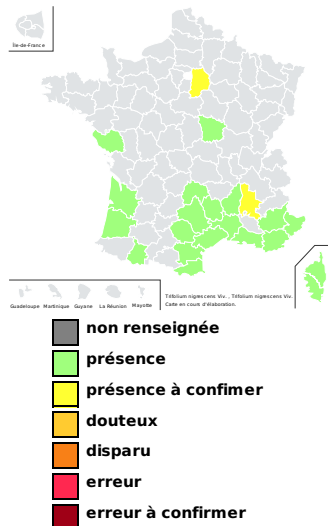 Île-de-France
Guadeloupe Martinique Guyane La Réunion Mayotte
Trifolium nigrescens Viv. , Trifolium nigrescens Viv.
Carte en cours d'élaboration.
non renseignée
présence
présence à confimer
douteux
disparu
erreur
erreur à confirmer